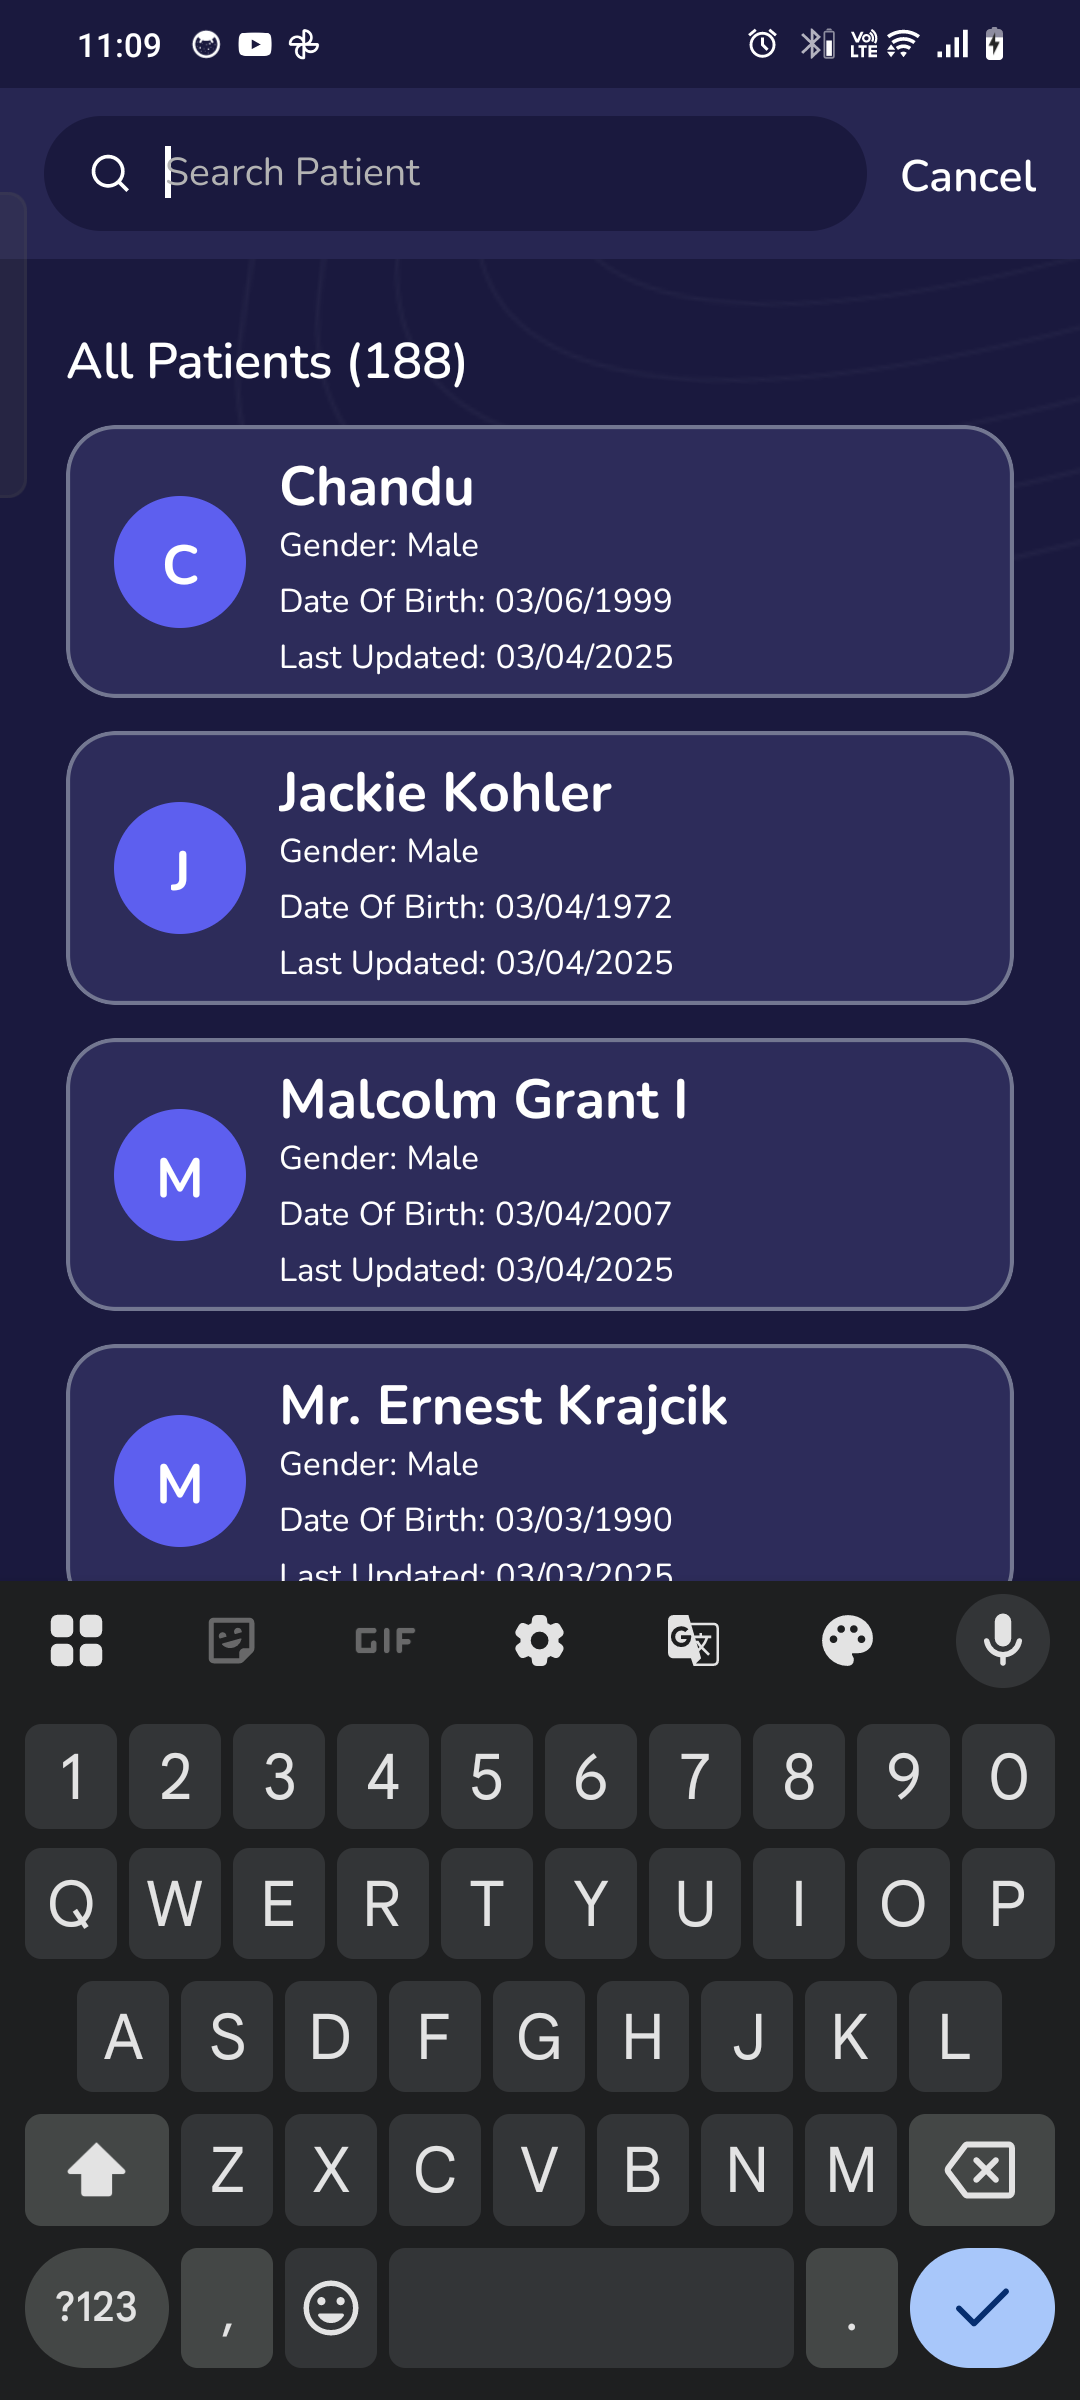 11:09
Vo)) LTE
Search Patient
Cancel
All Patients (188)
C
Chandu
Gender: Male
Date Of Birth: 03/06/1999
Last Updated: 03/04/2025
J
Jackie Kohler
Gender: Male
Date Of Birth: 03/04/1972
Last Updated: 03/04/2025
M
Malcolm Grant I
Gender: Male
Date Of Birth: 03/04/2007
Last Updated: 03/04/2025
M
Mr. Ernest Krajcik
Gender: Male
Date Of Birth: 03/03/1990
Last Updated: 03/03/2025
GIF
G 文
1 2 3 4 5 6 7 8 9 0
Q W E R T Y U I O P
A S D F G H J K L
Z X C V B N M
?123 , .